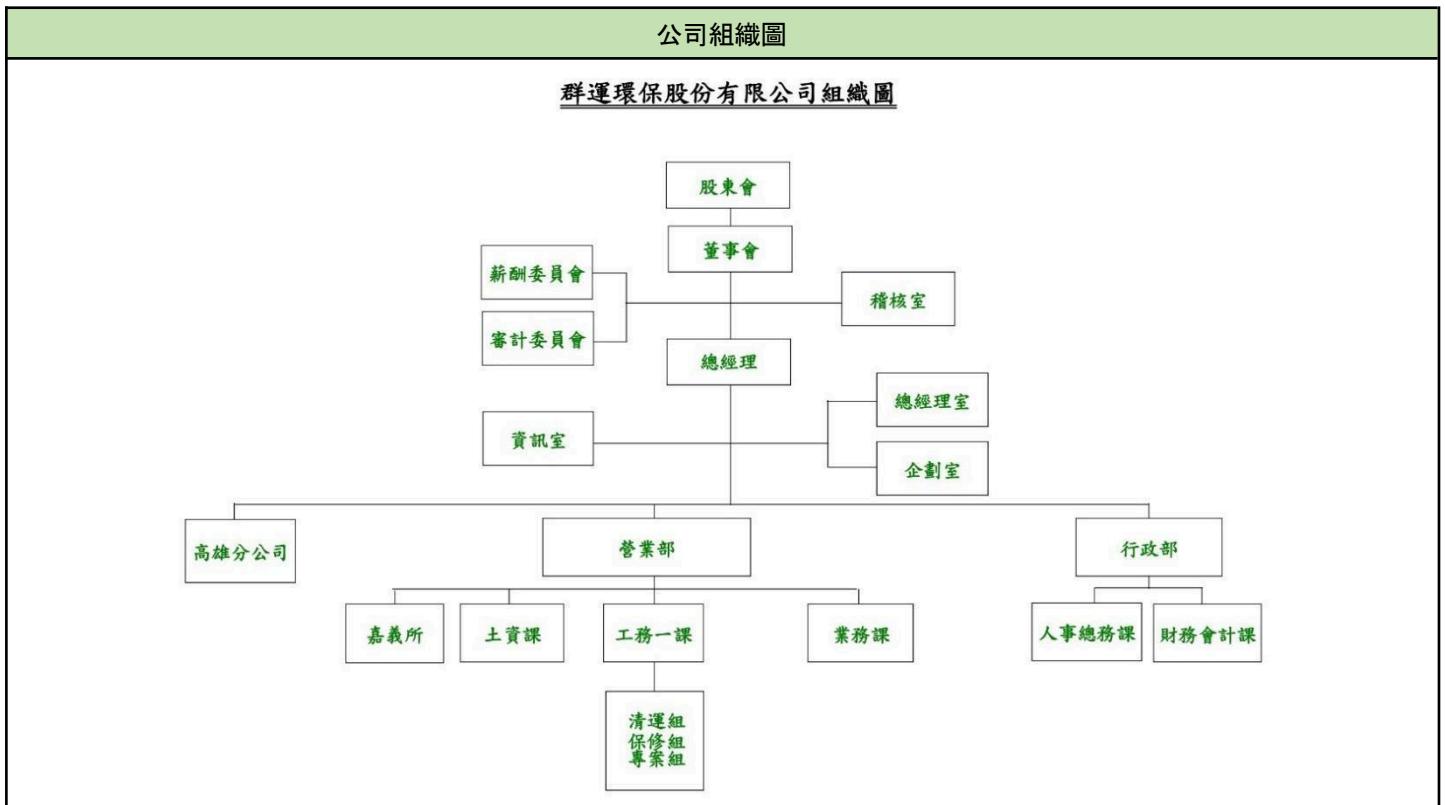 公司組織圖
群運環保股份有限公司組織圖
股東會
董事會
薪酬委員會
稽核室
審計委員會
總經理
總經理室
資訊室
企劃室
高雄分公司
營業部
行政部
嘉義所
土資課
工務一課
業務課
人事總務課
財務會計課
清運組
保修組
專案組